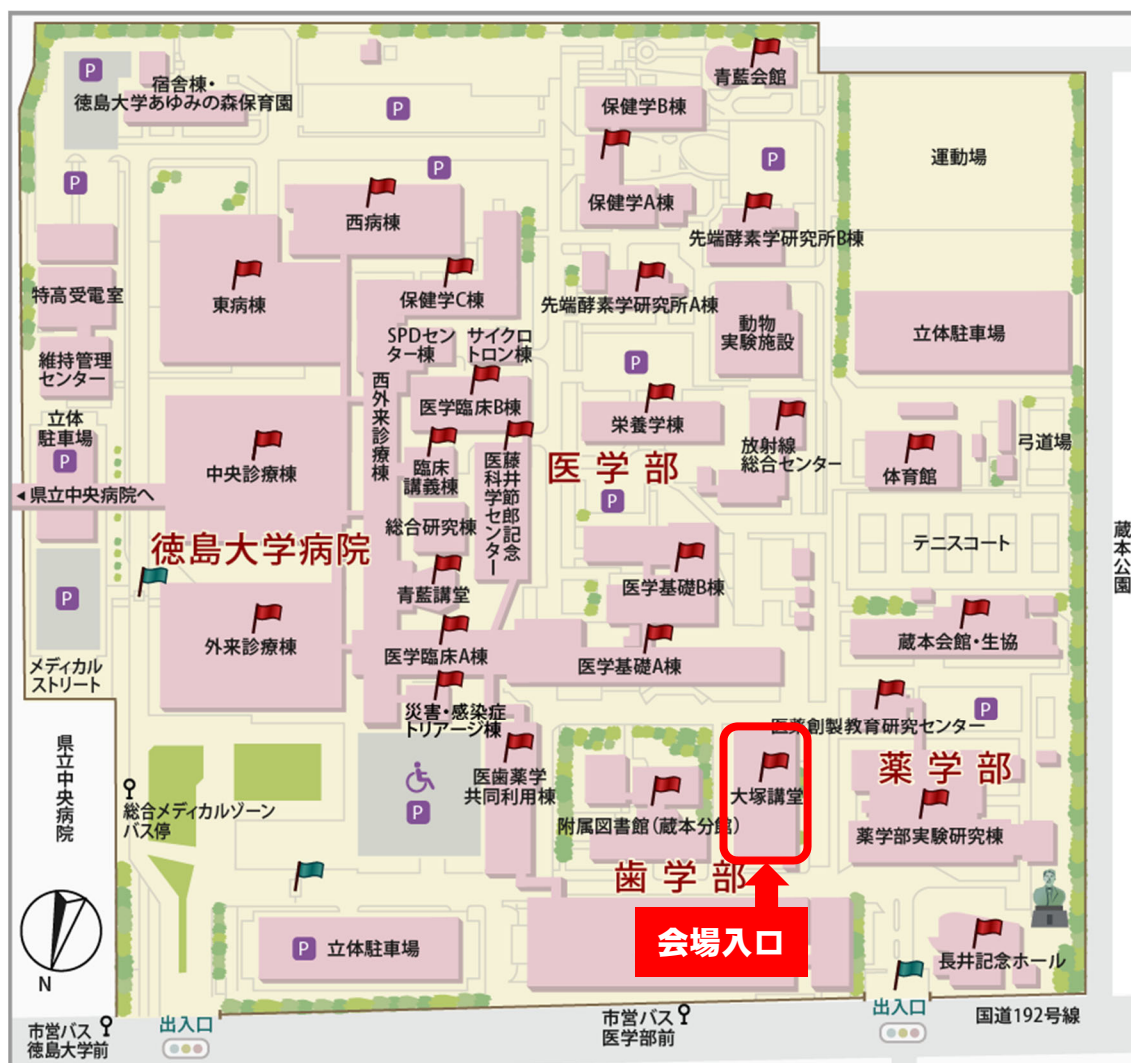 P
宿舎棟・
徳島大学あゆみの森保育園
P
P
P
青藍会館
保健学B棟
P
運動場
保健学A棟
西病棟
先端酵素学研究所B棟
特高受電室
東病棟
保健学C棟
先端酵素学研究所A棟
動物
実験施設
立体駐車場
維持管理
センター
SPDセン
ター棟
サイクロ
トロン棟
P
西外来診療棟
医学臨床B棟
栄養学棟
立体
駐車場
P
中央診療棟
臨床
講義棟
藤井節郎記念
医科学センター
医学部
放射線
総合センター
体育館
弓道場
県立中央病院へ
P
総合研究棟
徳島大学病院
テニスコート
蔵本公園
P
青藍講堂
医学基礎B棟
外来診療棟
医学臨床A棟
医学基礎A棟
蔵本会館・生協
メディカル
ストリート
災害・感染症
トリアージ棟
P
医薬創製教育研究センター
県立中央病院
薬学部
医歯薬学
共同利用棟
大塚講堂
総合メディカルゾーン
バス停
P
附属図書館(蔵本分館)
薬学部実験研究棟
歯学部
会場入口
N
P
立体駐車場
長井記念ホール
市営バス
徳島大学前
出入口
市営バス
医学部前
出入口
国道192号線